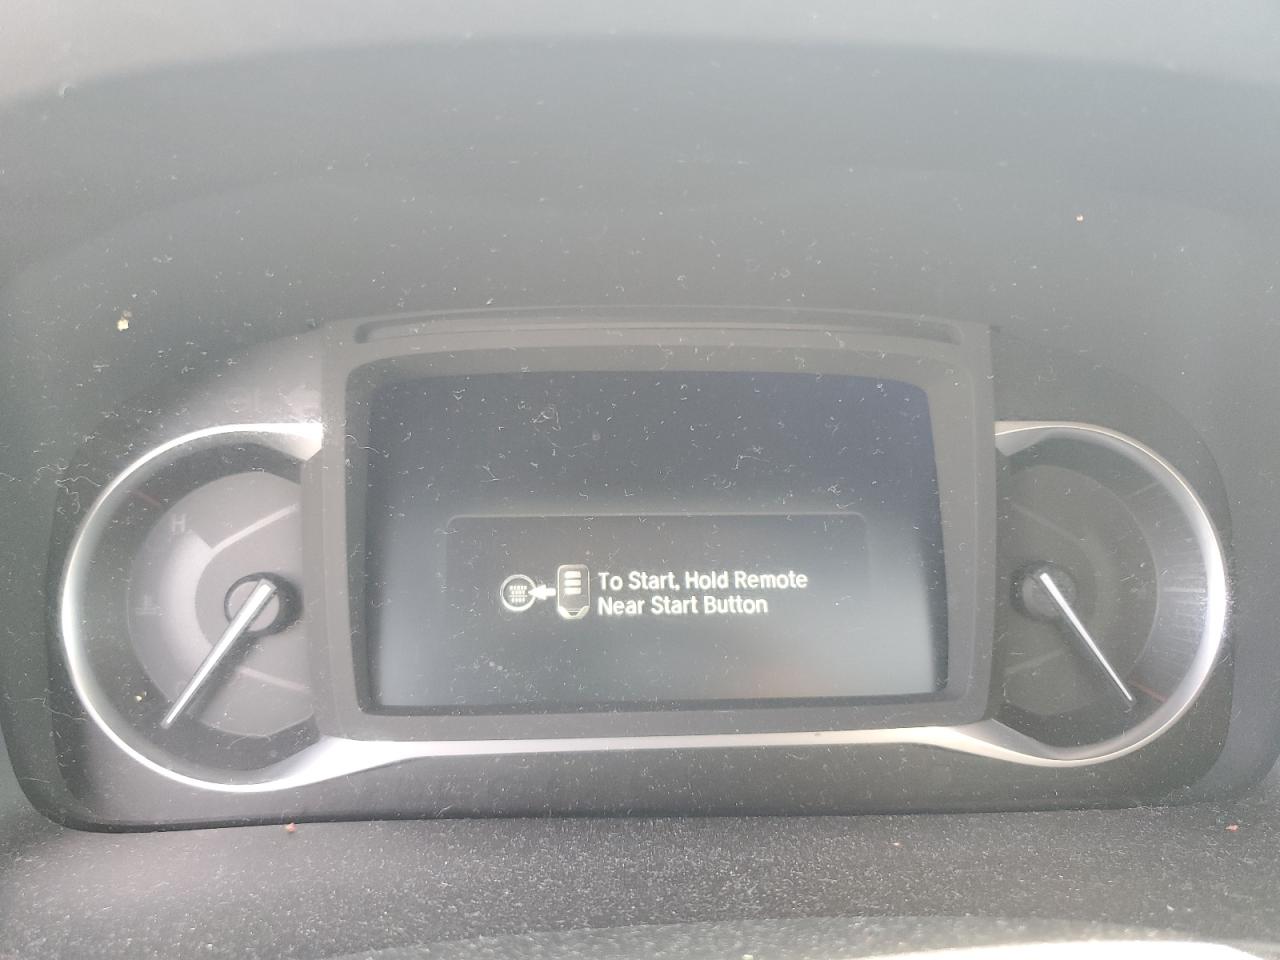 H
To Start, Hold Remote
Near Start Button